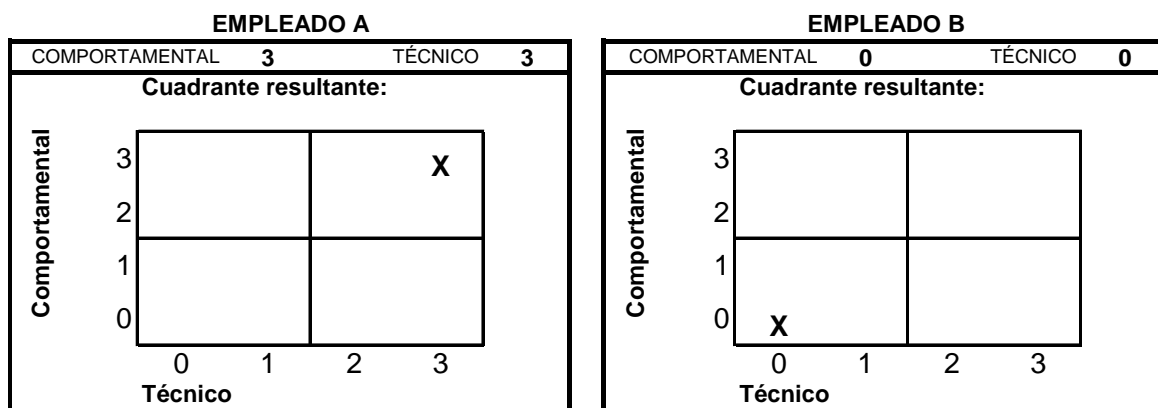 EMPLEADO A
COMPORTAMENTAL 3 TÉCNICO 3
Cuadrante resultante:
Comportamental
3
X
2
1
0
0 1 2 3
Técnico
EMPLEADO B
COMPORTAMENTAL 0 TÉCNICO 0
Cuadrante resultante:
Comportamental
3
2
1
0
X
0 1 2 3
Técnico